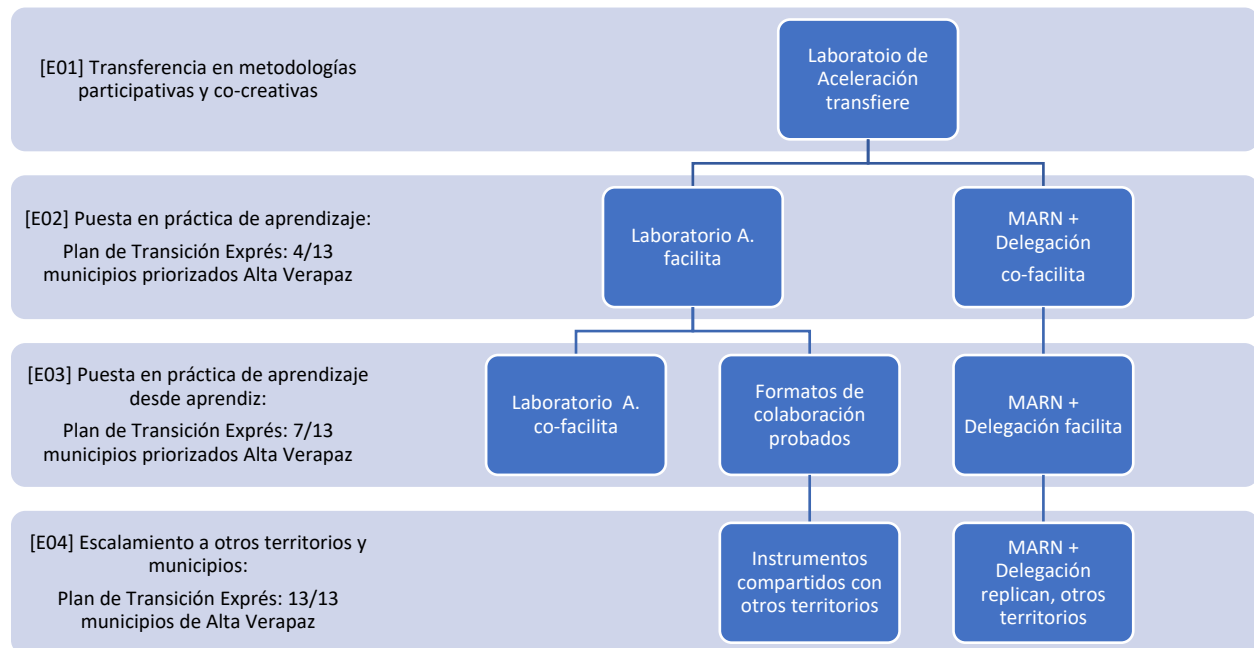 [E01] Transferencia en metodologías
participativas y co-creativas
Laboratoio de
Aceleración
transfiere
[E02] Puesta en práctica de aprendizaje:
Plan de Transición Exprés: 4/13
municipios priorizados Alta Verapaz
Laboratorio A.
facilita
MARN +
Delegación
co-facilita
[E03] Puesta en práctica de aprendizaje
desde aprendiz:
Plan de Transición Exprés: 7/13
municipios priorizados Alta Verapaz
Laboratorio A.
co-facilita
Formatos de
colaboración
probados
MARN +
Delegación facilita
[E04] Escalamiento a otros territorios y
municipios:
Plan de Transición Exprés: 13/13
municipios de Alta Verapaz
Instrumentos
compartidos con
otros territorios
MARN +
Delegación
replican, otros
territorios